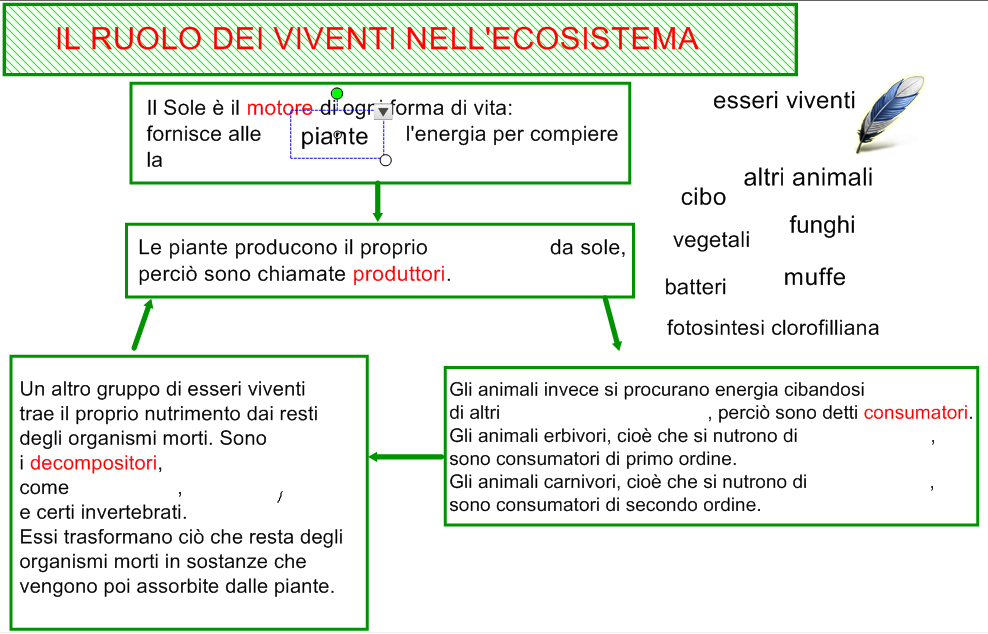 IL RUOLO DEI VIVENTI NELL'ECOSISTEMA
Il Sole è il motore di ogni forma di vita:
fornisce alle piante l'energia per compiere
la
Le piante producono il proprio da sole,
perciò sono chiamate produttori.
Gli animali invece si procurano energia cibandosi
di altri , perciò sono detti consumatori.
Gli animali erbivori, cioè che si nutrono di ,
sono consumatori di primo ordine.
Gli animali carnivori, cioè che si nutrono di ,
sono consumatori di secondo ordine.
Un altro gruppo di esseri viventi
trae il proprio nutrimento dai resti
degli organismi morti. Sono
i decompositori,
come , ,
e certi invertebrati.
Essi trasformano ciò che resta degli
organismi morti in sostanze che
vengono poi assorbite dalle piante.
esseri viventi
altri animali
cibo
funghi
vegetali
muffe
batteri
fotosintesi clorofilliana